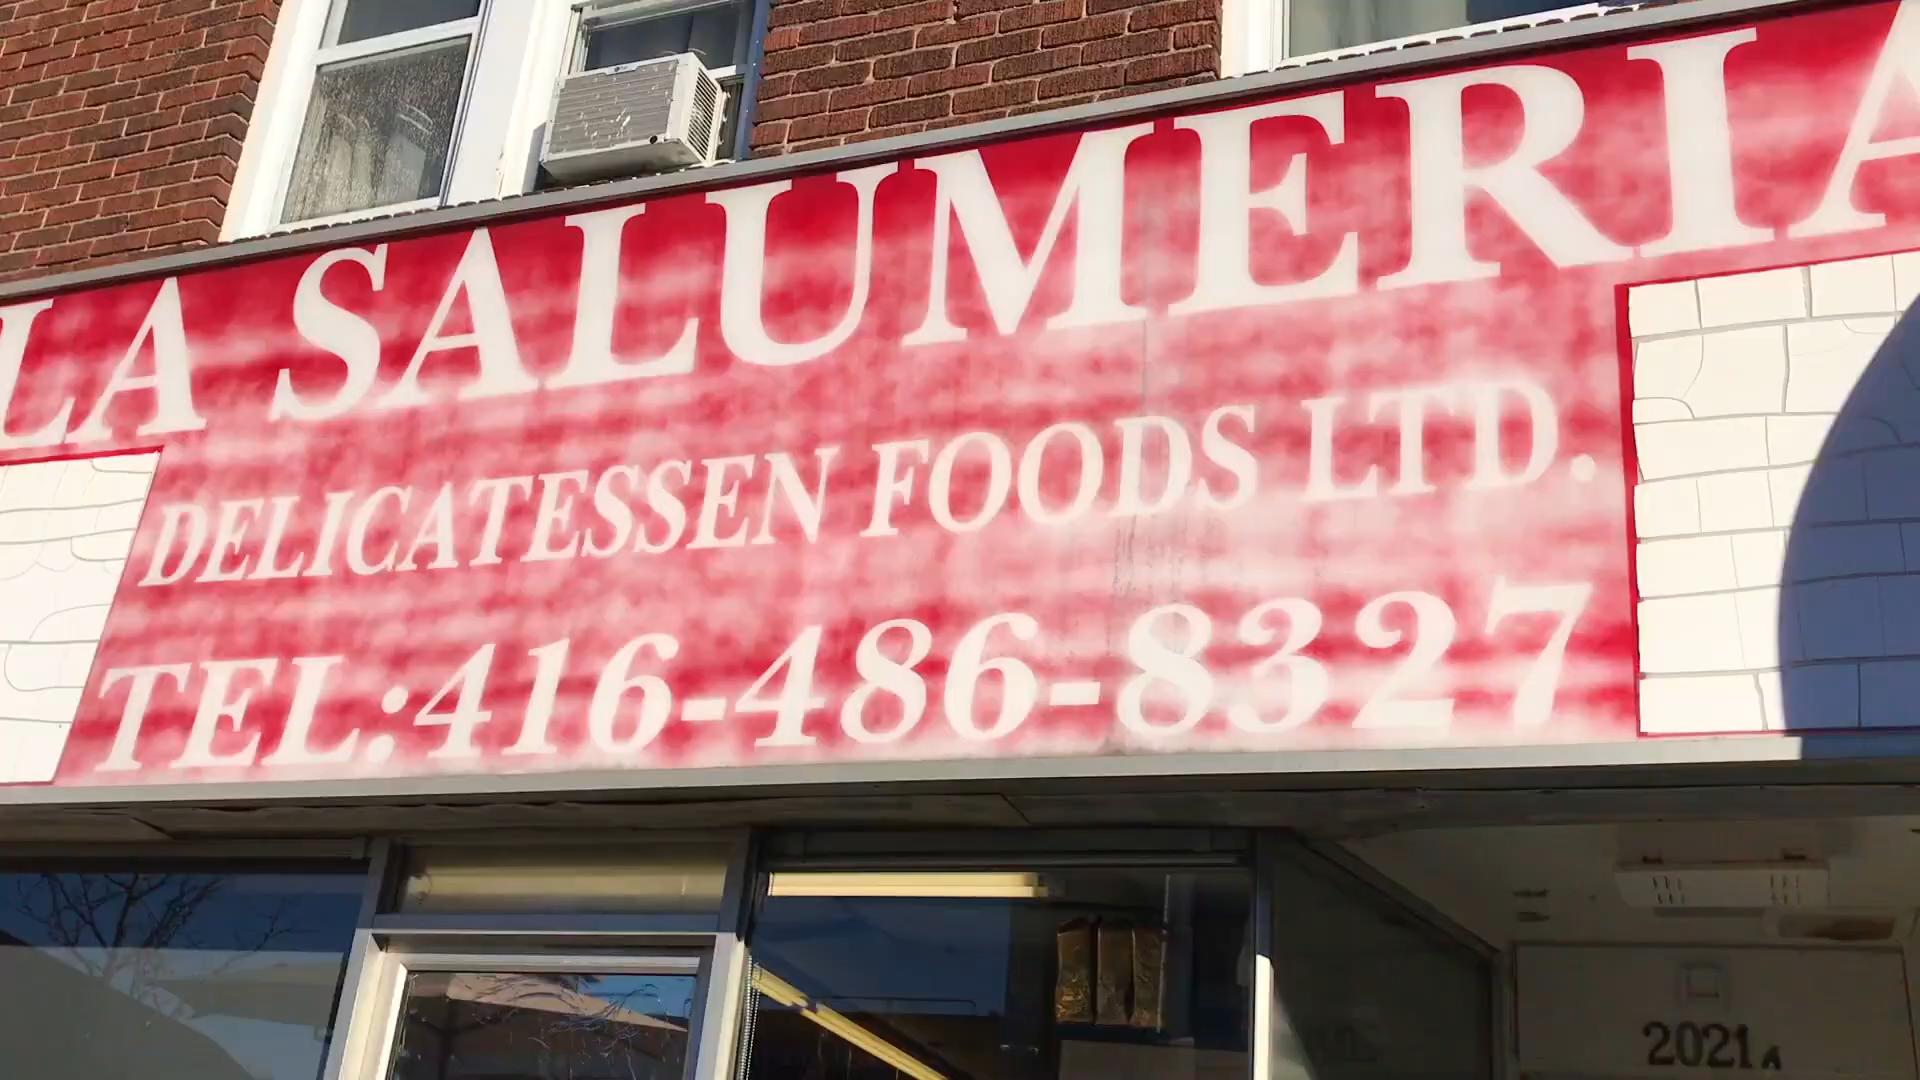 LA SALUMERIA
DELICATESSEN FOODS LTD.
TEL:416-486-8327
2021A